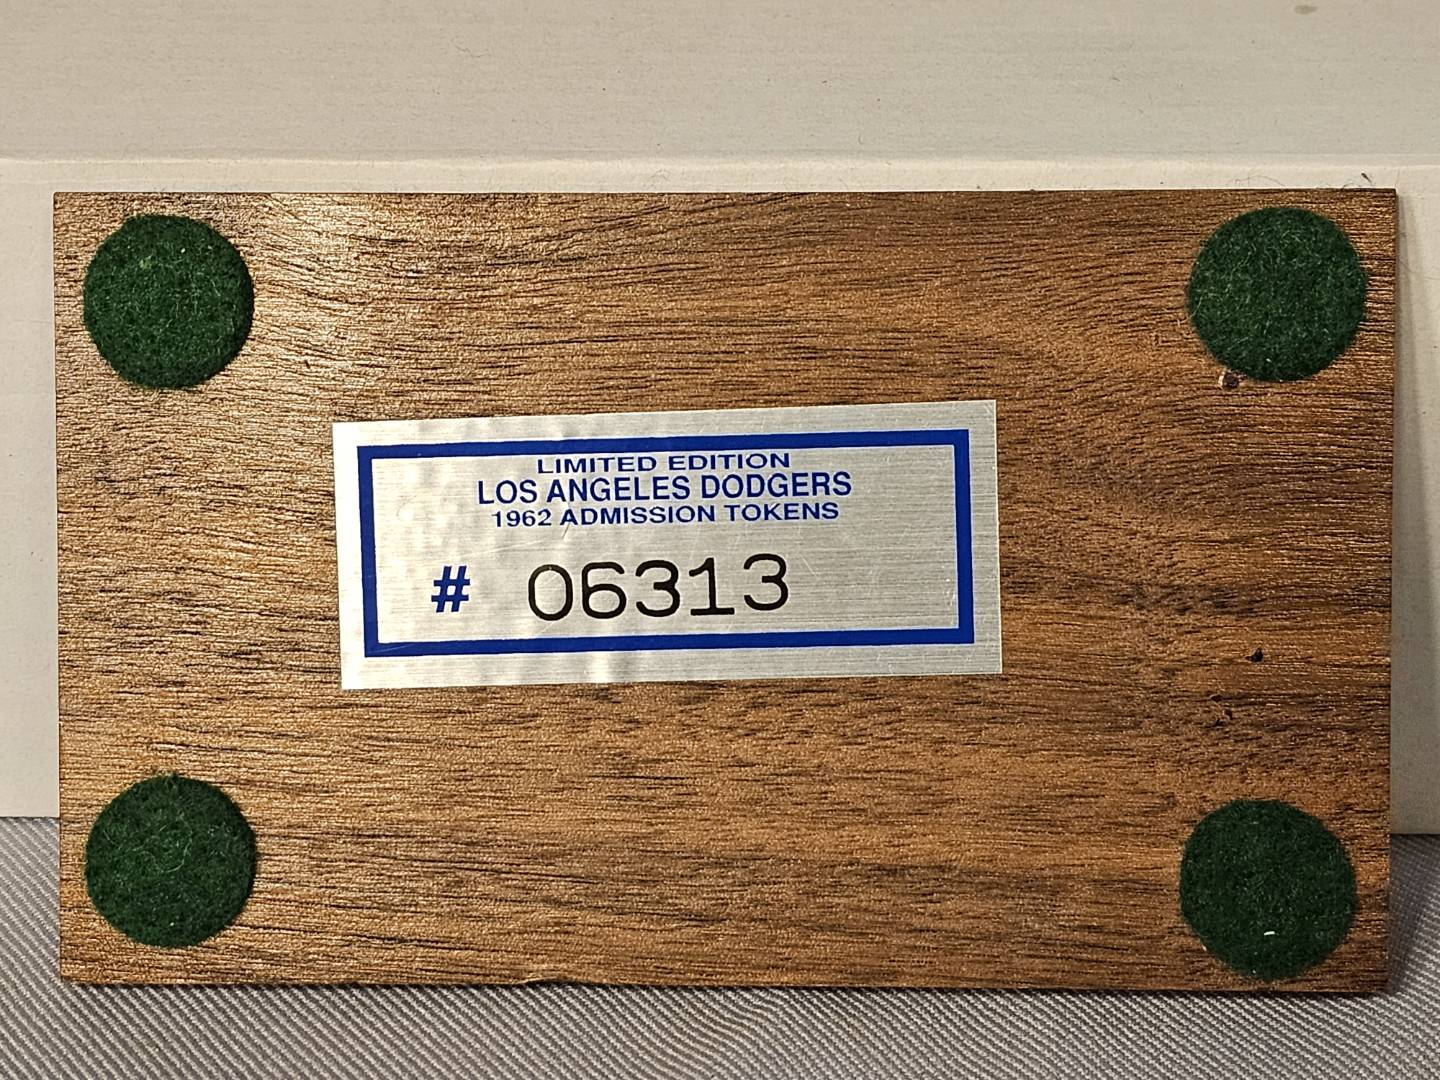 LIMITED EDITION
LOS ANGELES DODGERS
1962 ADMISSION TOKENS
# 06313